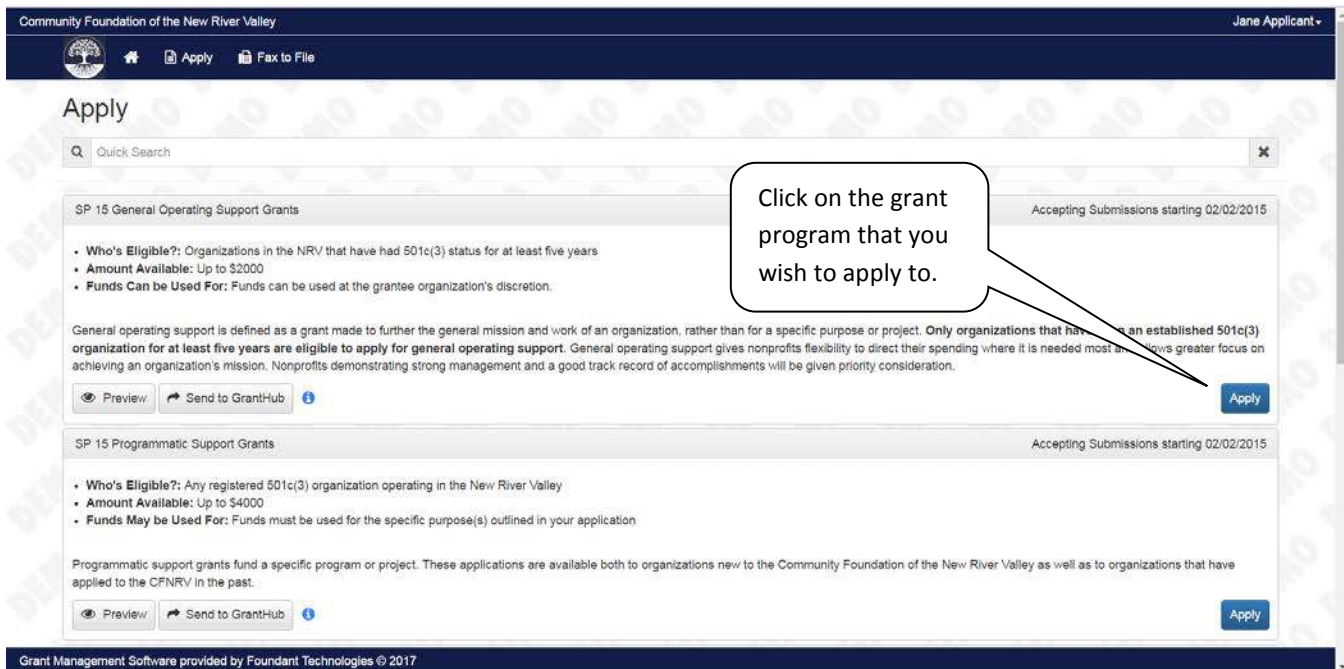 Community Foundation of the New River Valley
Jane Applicant
Apply
Fax to File
Apply
Quick Search
SP 15 General Operating Support Grants
Accepting Submissions starting 02/02/2015
• Who's Eligible?: Organizations in the NRV that have had 501c(3) status for at least five years
• Amount Available: Up to $2000
• Funds Can be Used For: Funds can be used at the grantee organization's discretion.
Click on the grant
program that you
wish to apply to.
General operating support is defined as a grant made to further the general mission and work of an organization, rather than for a specific purpose or project. Only organizations that an established 501c(3)
organization for at least five years are eligible to apply for general operating support. General operating support gives nonprofits flexibility to direct their spending where it is needed most greater focus on
achieving an organization's mission. Nonprofits demonstrating strong management and a good track record of accomplishments will be given priority consideration.
Preview
Send to GrantHub
Apply
SP 15 Programmatic Support Grants
Accepting Submissions starting 02/02/2015
• Who's Eligible?: Any registered 501c(3) organization operating in the New River Valley
• Amount Available: Up to $4000
• Funds May be Used For: Funds must be used for the specific purpose(s) outlined in your application
Programmatic support grants fund a specific program or project. These applications are available both to organizations new to the Community Foundation of the New River Valley as well as to organizations that have
applied to the CFNRV in the past.
Preview
Send to GrantHub
Apply
Grant Management Software provided by Foundant Technologies © 2017